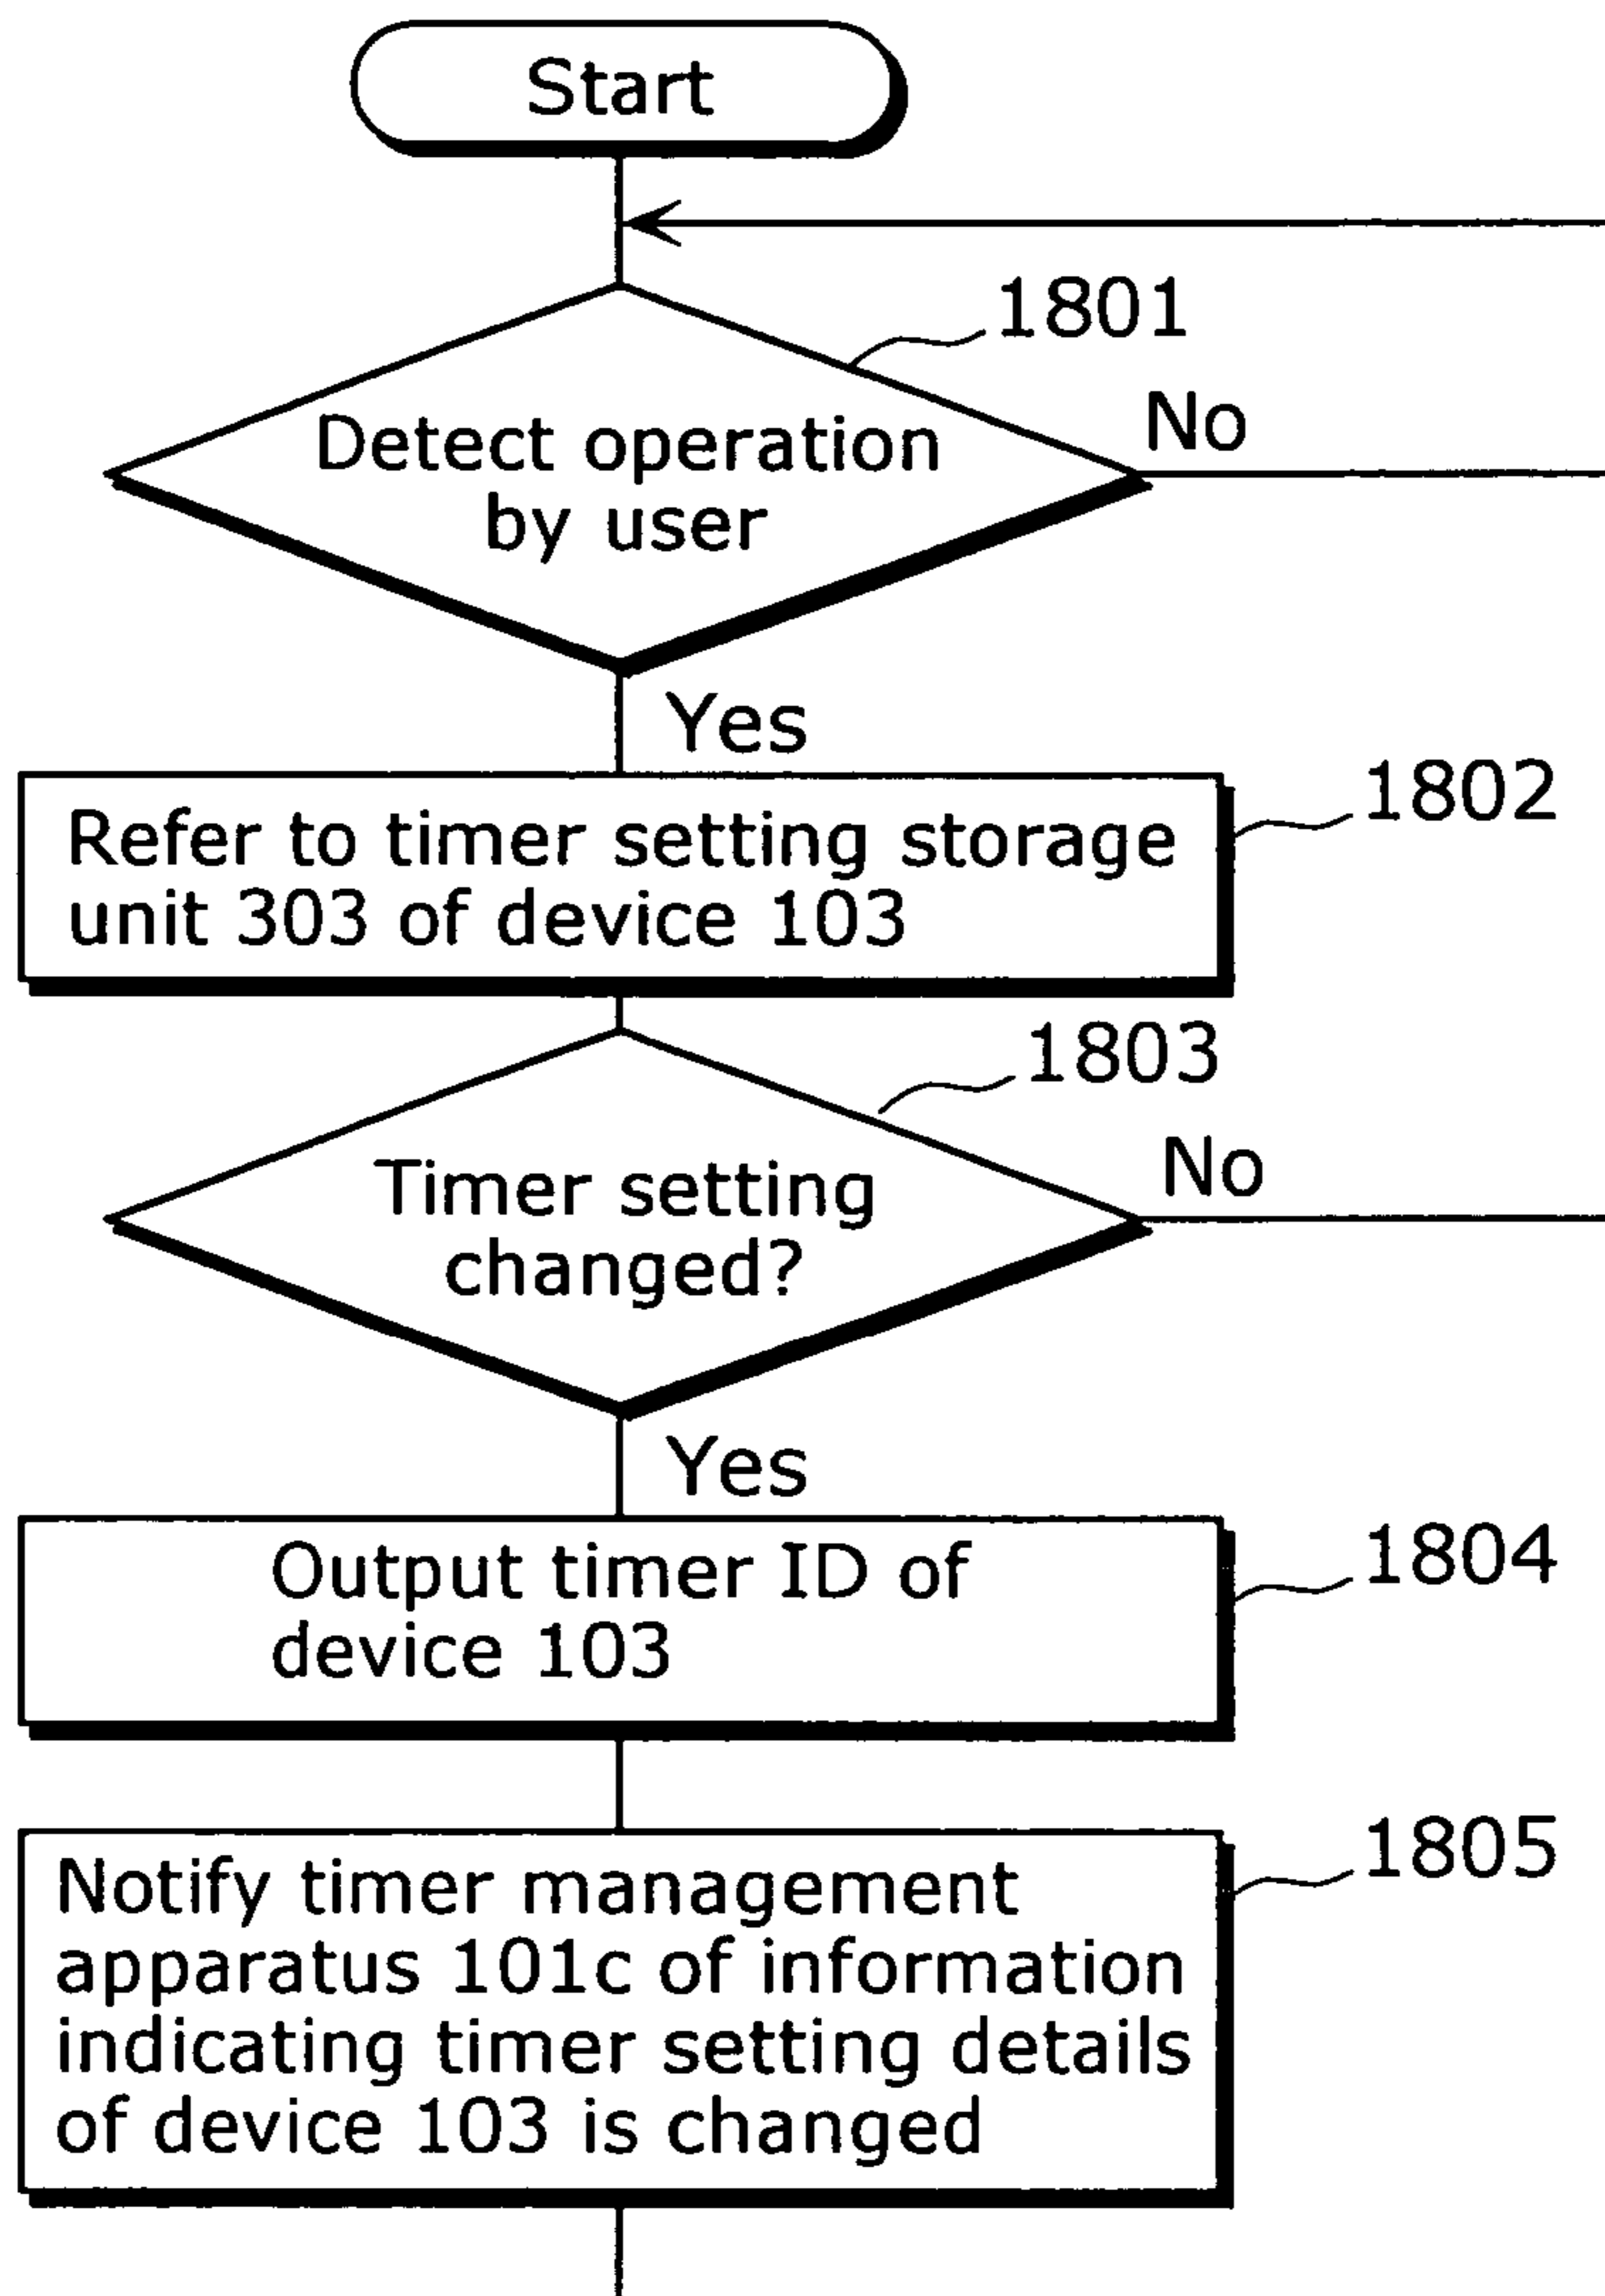 Start
1801
Detect operation
by user
No
Yes
1802
Refer to timer setting storage
unit 303 of device 103
1803
Timer setting
changed?
No
Yes
1804
Output timer ID of
device 103
1805
Notify timer management
apparatus 101c of information
indicating timer setting details
of device 103 is changed